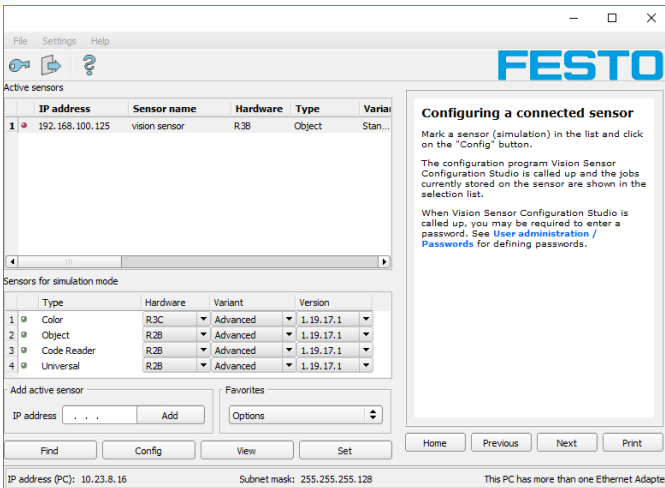 File Settings Help
FESTO
Active sensors
IP address Sensor name Hardware Type Varia
1 192.168.100.125 vision sensor R3B Object Stan...
Sensors for simulation mode
Type Hardware Variant Version
1 Color R3C Advanced 1.19.17.1
2 Object R2B Advanced 1.19.17.1
3 Code Reader R2B Advanced 1.19.17.1
4 Universal R2B Advanced 1.19.17.1
Add active sensor
IP address . . . Add
Favorites
Options
Find Config View Set
Configuring a connected sensor
Mark a sensor (simulation) in the list and click
on the "Config" button.
The configuration program Vision Sensor
Configuration Studio is called up and the jobs
currently stored on the sensor are shown in the
selection list.
When Vision Sensor Configuration Studio is
called up, you may be required to enter a
password. See User administration /
Passwords for defining passwords.
Home Previous Next Print
IP address (PC): 10.23.8.16 Subnet mask: 255.255.255.128 This PC has more than one Ethernet Adapte